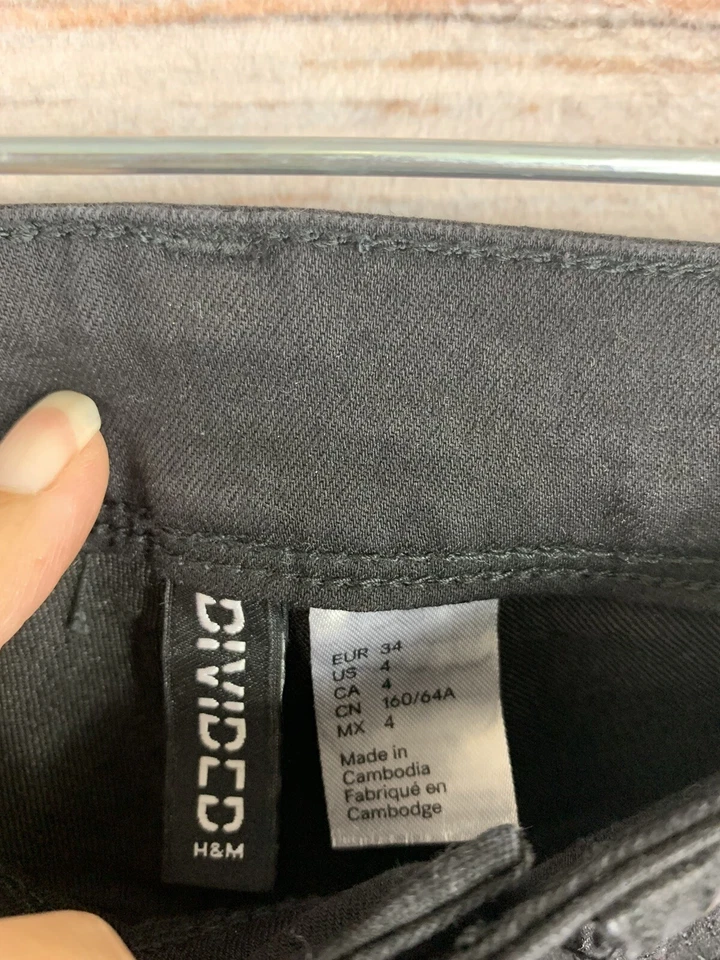 DIVIDED
H&M
EUR 34
US 4
CA 4
CN 160/64A
MX 4
Made in
Cambodia
Fabriqué en
Cambodge